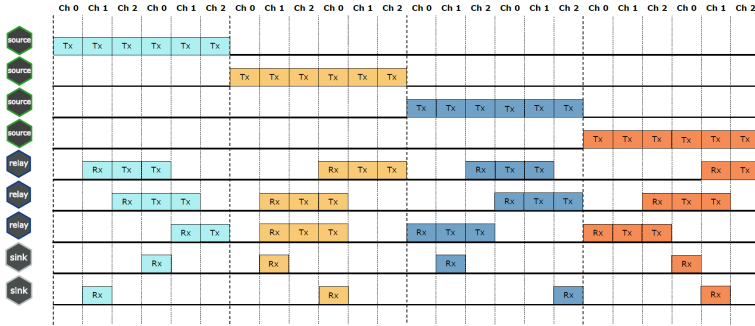 Ch 0 Ch 1 Ch 2 Ch 0 Ch 1 Ch 2 Ch 0 Ch 1 Ch 2 Ch 0 Ch 1 Ch 2 Ch 0 Ch 1 Ch 2 Ch 0 Ch 1 Ch 2 Ch 0 Ch 1 Ch 2 Ch 0 Ch 1 Ch 2
source Tx Tx Tx Tx Tx Tx
source Tx Tx Tx Tx Tx Tx
source Tx Tx Tx Tx Tx Tx
source Tx Tx Tx Tx Tx Tx
relay Rx Tx Tx Rx Tx Tx Rx Tx Tx Rx Tx
relay Rx Tx Tx Rx Tx Tx Rx Tx Tx Rx Tx Tx
relay Rx Tx Rx Tx Tx Rx Tx Tx Rx Tx Tx
sink Rx Rx Rx Rx
sink Rx Rx Rx Rx